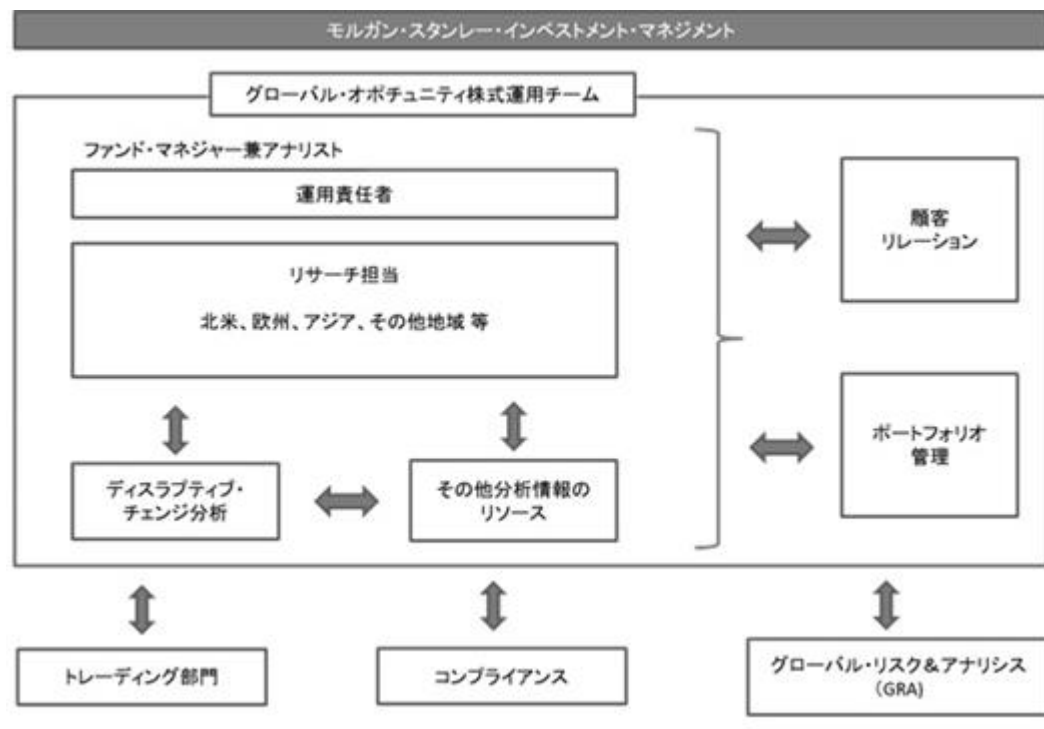 モルガン・スタンレー・インベストメント・マネジメント
グローバル・オポチュニティ株式運用チーム
ファンド・マネジャー兼アナリスト
運用責任者
リサーチ担当
北米、欧州、アジア、その他地域 等
ディスラプティブ・
チェンジ分析
その他分析情報の
リソース
顧客
リレーション
ポートフォリオ
管理
トレーディング部門
コンプライアンス
グローバル・リスク&アナリシス
(GRA)